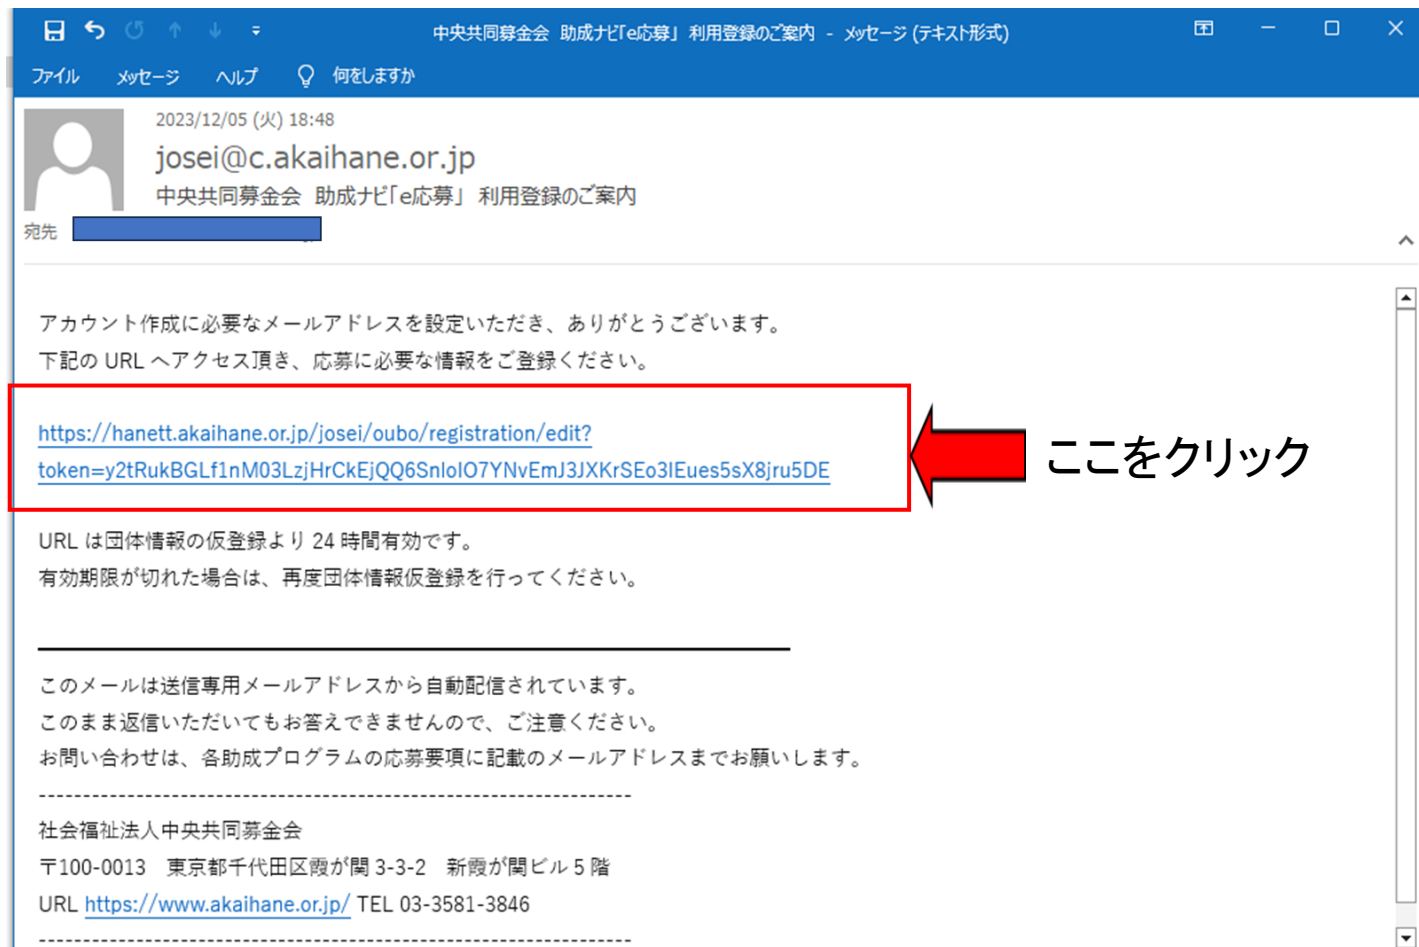 中央共同募金会 助成ナビ「e応募」 利用登録のご案内 - メッセージ (テキスト形式)
ファイル メッセージ ヘルプ 何をしますか
2023/12/05 (火) 18:48
josei@c.akaihane.or.jp
中央共同募金会 助成ナビ「e応募」 利用登録のご案内
宛先
アカウント作成に必要なメールアドレスを設定いただき、ありがとうございます。
下記の URL へアクセス頂き、応募に必要な情報をご登録ください。
https://hanett.akaihane.or.jp/josei/oubo/registration/edit?
token=y2tRukBGLf1nM03LzjHrCkEjQQ6SnloIO7YNvEmJ3JXKrSEo3IEues5sX8jru5DE
ここをクリック
URL は団体情報の仮登録より 24 時間有効です。
有効期限が切れた場合は、再度団体情報仮登録を行ってください。
このメールは送信専用メールアドレスから自動配信されています。
このまま返信いただいてもお答えできませんので、ご注意ください。
お問い合わせは、各助成プログラムの応募要項に記載のメールアドレスまでお願いします。
-----------------------------------------------------------------
社会福祉法人中央共同募金会
〒100-0013 東京都千代田区霞が関 3-3-2 新霞が関ビル 5 階
URL https://www.akaihane.or.jp/ TEL 03-3581-3846
-----------------------------------------------------------------